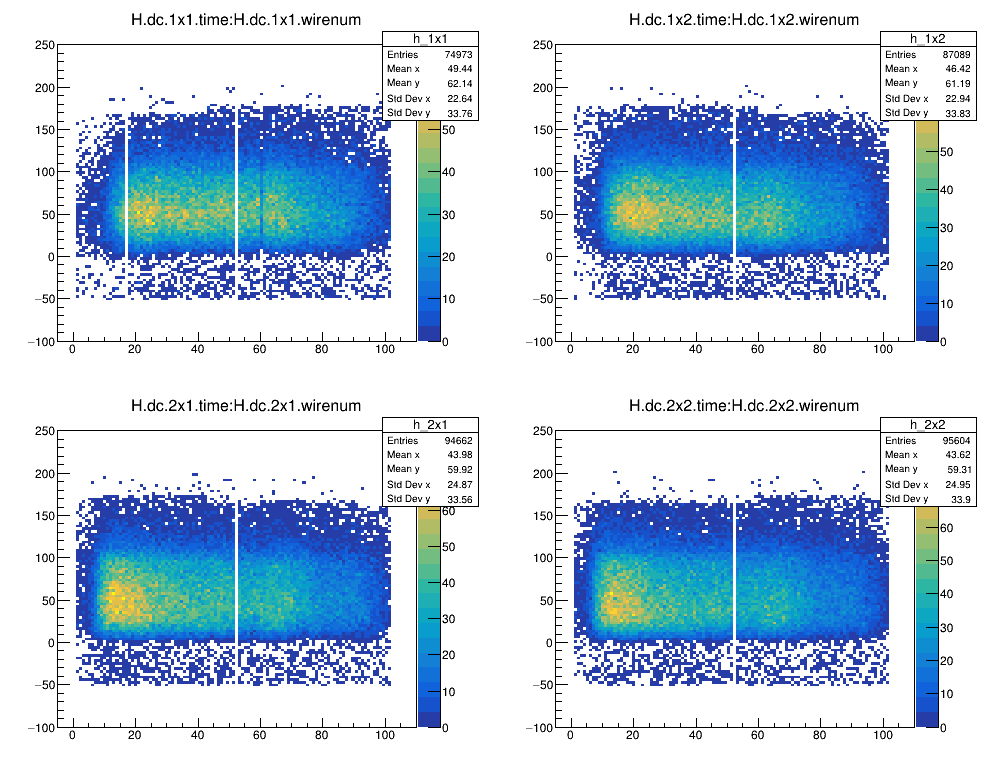 H.dc.1x1.time:H.dc.1x1.wirenum
h_1x1
Entries 74973
Mean x 49.44
Mean y 62.14
Std Dev x 22.64
Std Dev y 33.76
250
200
150
100
50
0
−50
−100
0 20 40 60 80 100
50
40
30
20
10
0
H.dc.1x2.time:H.dc.1x2.wirenum
h_1x2
Entries 87089
Mean x 46.42
Mean y 61.19
Std Dev x 22.94
Std Dev y 33.83
250
200
150
100
50
0
−50
−100
0 20 40 60 80 100
50
40
30
20
10
0
H.dc.2x1.time:H.dc.2x1.wirenum
h_2x1
Entries 94662
Mean x 43.98
Mean y 59.92
Std Dev x 24.87
Std Dev y 33.56
250
200
150
100
50
0
−50
−100
0 20 40 60 80 100
60
50
40
30
20
10
0
H.dc.2x2.time:H.dc.2x2.wirenum
h_2x2
Entries 95604
Mean x 43.62
Mean y 59.31
Std Dev x 24.95
Std Dev y 33.9
250
200
150
100
50
0
−50
−100
0 20 40 60 80 100
60
50
40
30
20
10
0